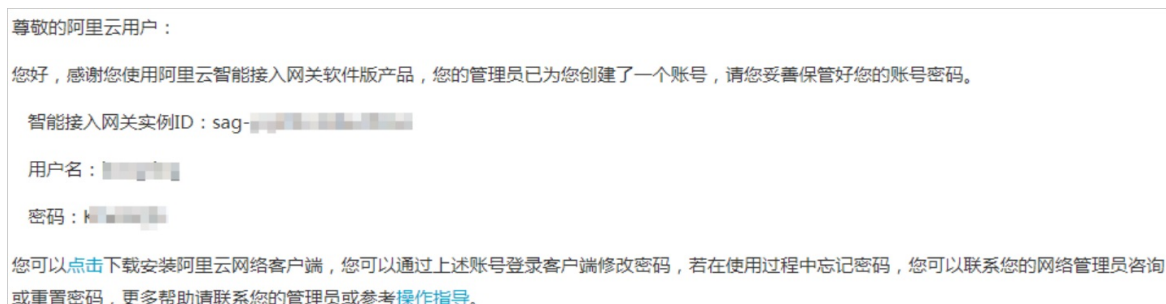 尊敬的阿里云用户：
您好，感谢您使用阿里云智能接入网关软件版产品，您的管理员已为您创建了一个账号，请您妥善保管好您的账号密码。
智能接入网关实例ID：sag-
用户名：
密码：
您可以点击下载安装阿里云网络客户端，您可以通过上述账号登录客户端修改密码，若在使用过程中忘记密码，您可以联系您的网络管理员咨询
或重置密码，更多帮助请联系您的管理员或参考操作指导。